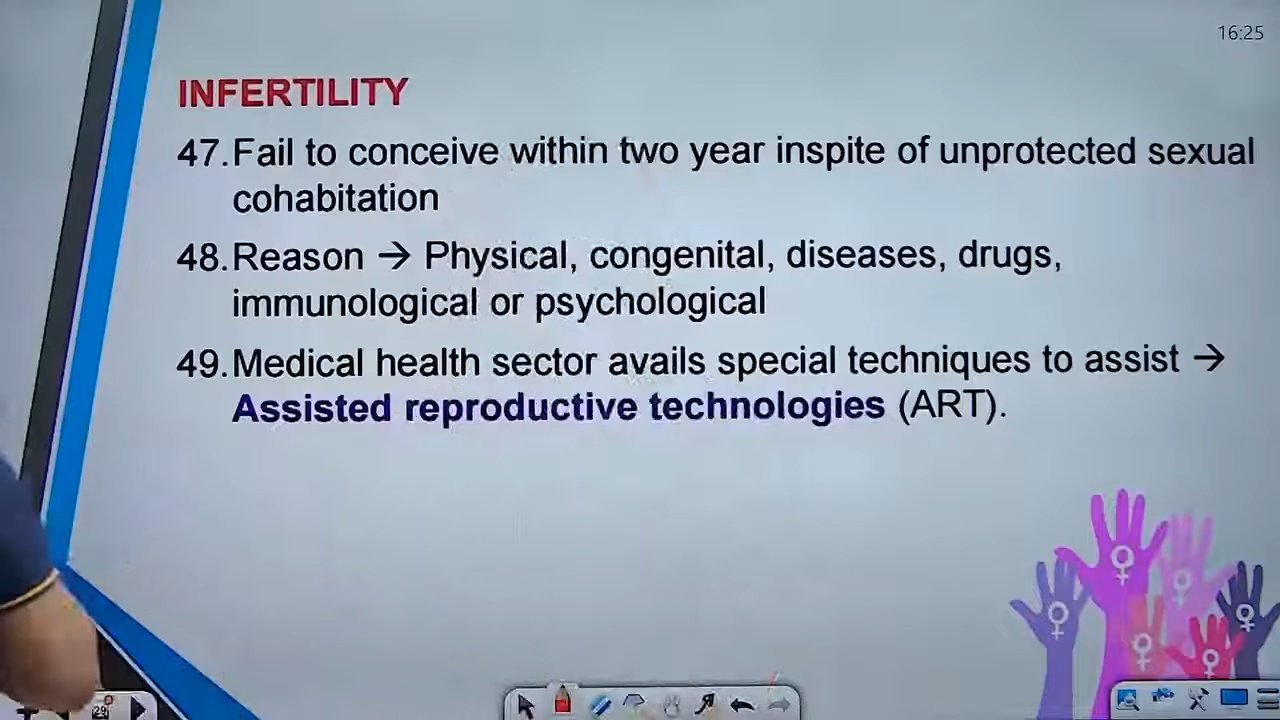 16:25
INFERTILITY
47. Fail to conceive within two year inspite of unprotected sexual
cohabitation
48. Reason → Physical, congenital, diseases, drugs,
immunological or psychological
49. Medical health sector avails special techniques to assist →
Assisted reproductive technologies (ART).
29